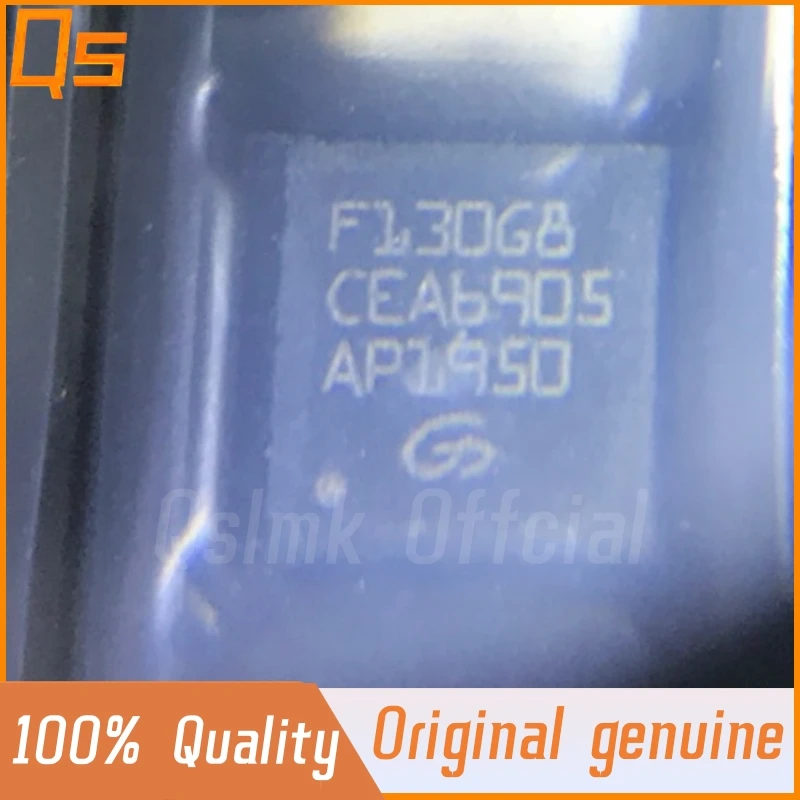 Qs
F130G8
CEA6905
AP1950
Qslmk Offcial
100% Quality
Original genuine